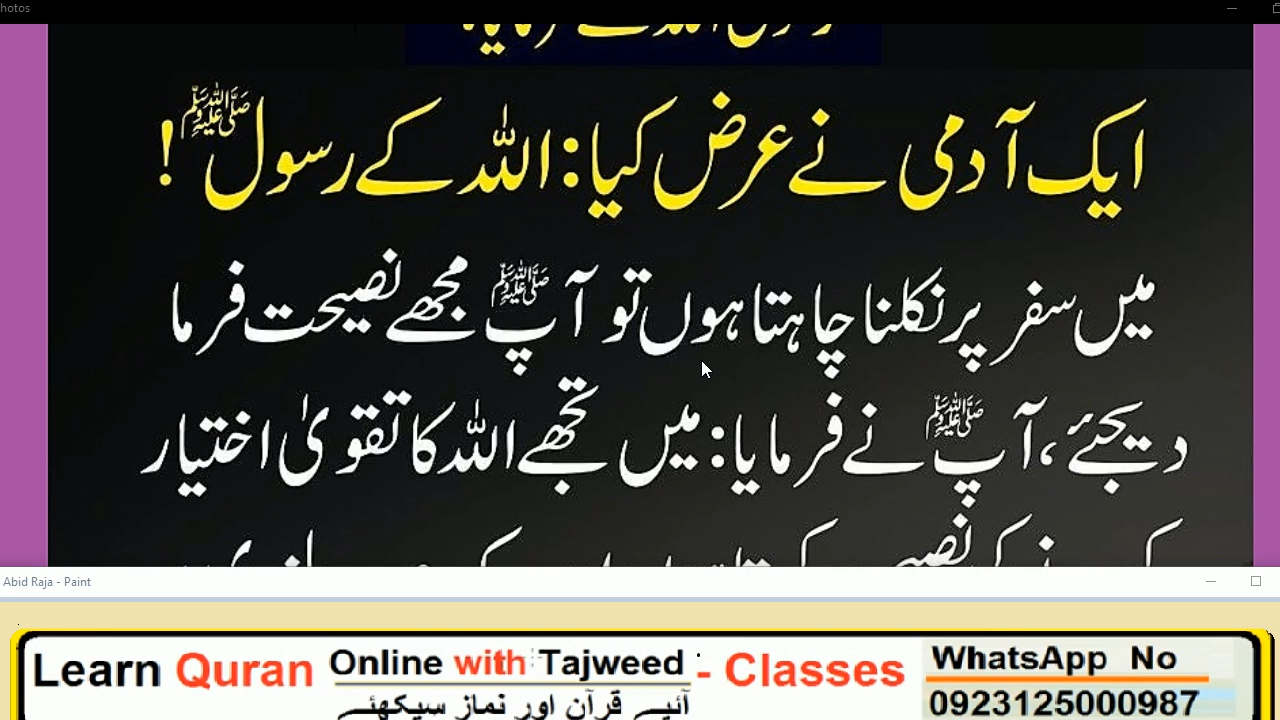 hotos
ایک آدمی نے عرض کیا: اللہ کے رسول ﷺ!
میں سفر پر نکلنا چاہتا ہوں تو آپ ﷺ مجھے نصیحت فرما
دیجئے، آپ ﷺ نے فرمایا: میں تجھے اللہ کا تقویٰ اختیار
Abid Raja - Paint
Learn Quran Online with Tajweed - Classes
آئیے قرآن اور نماز سیکھئے
WhatsApp No
0923125000987